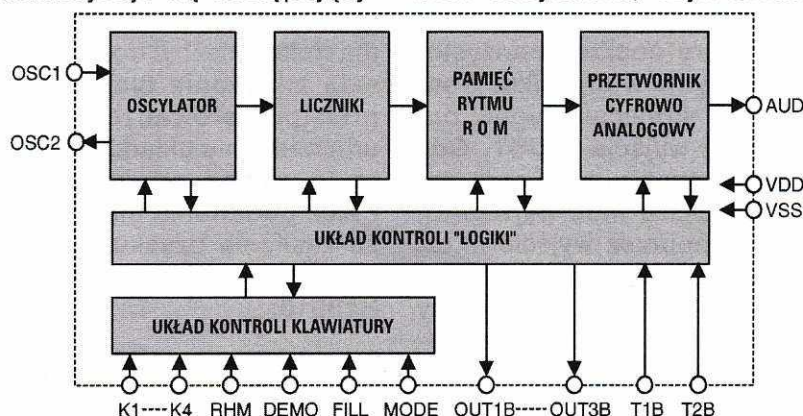 OSC1
OSCYLATOR
LICZNIKI
PAMIĘĆ
RYTMU
R O M
PRZETWORNIK
CYFROWO
ANALOGOWY
AUD
OSC2
VDD
VSS
UKŁAD KONTROLI "LOGIKI"
UKŁAD KONTROLI KLAWIATURY
K1----K4 RHM DEMO FILL MODE OUT1B-----OUT3B T1B T2B